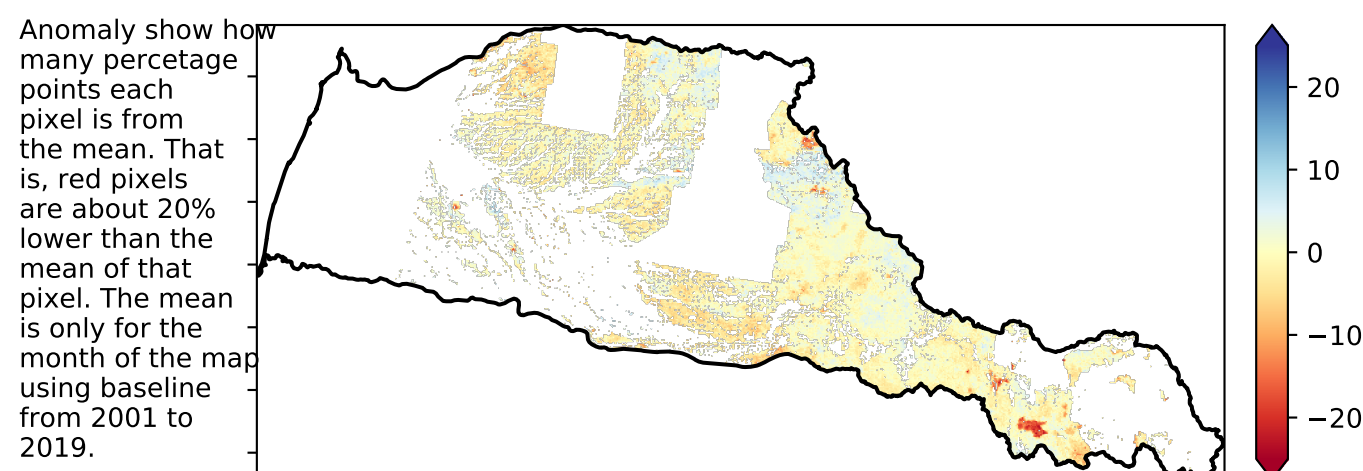 Anomaly show how
many percetage
points each
pixel is from
the mean. That
is, red pixels
are about 20%
lower than the
mean of that
pixel. The mean
is only for the
month of the map
using baseline
from 2001 to
2019.
20
10
0
−10
−20